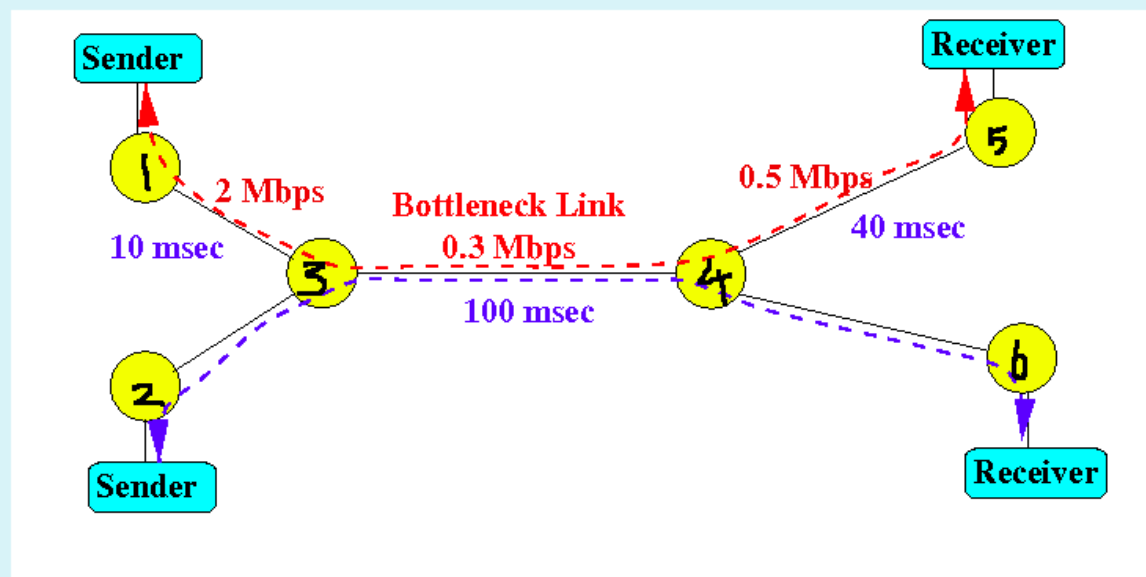 Sender
Receiver
1
5
2 Mbps
0.5 Mbps
Bottleneck Link
10 msec
0.3 Mbps
40 msec
3
4
100 msec
2
6
Sender
Receiver